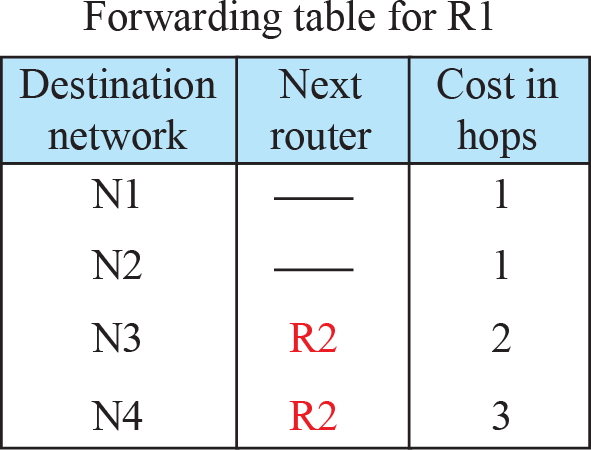 Forwarding table for R1
Destination network Next router Cost in hops
N1 —— 1
N2 —— 1
N3 R2 2
N4 R2 3